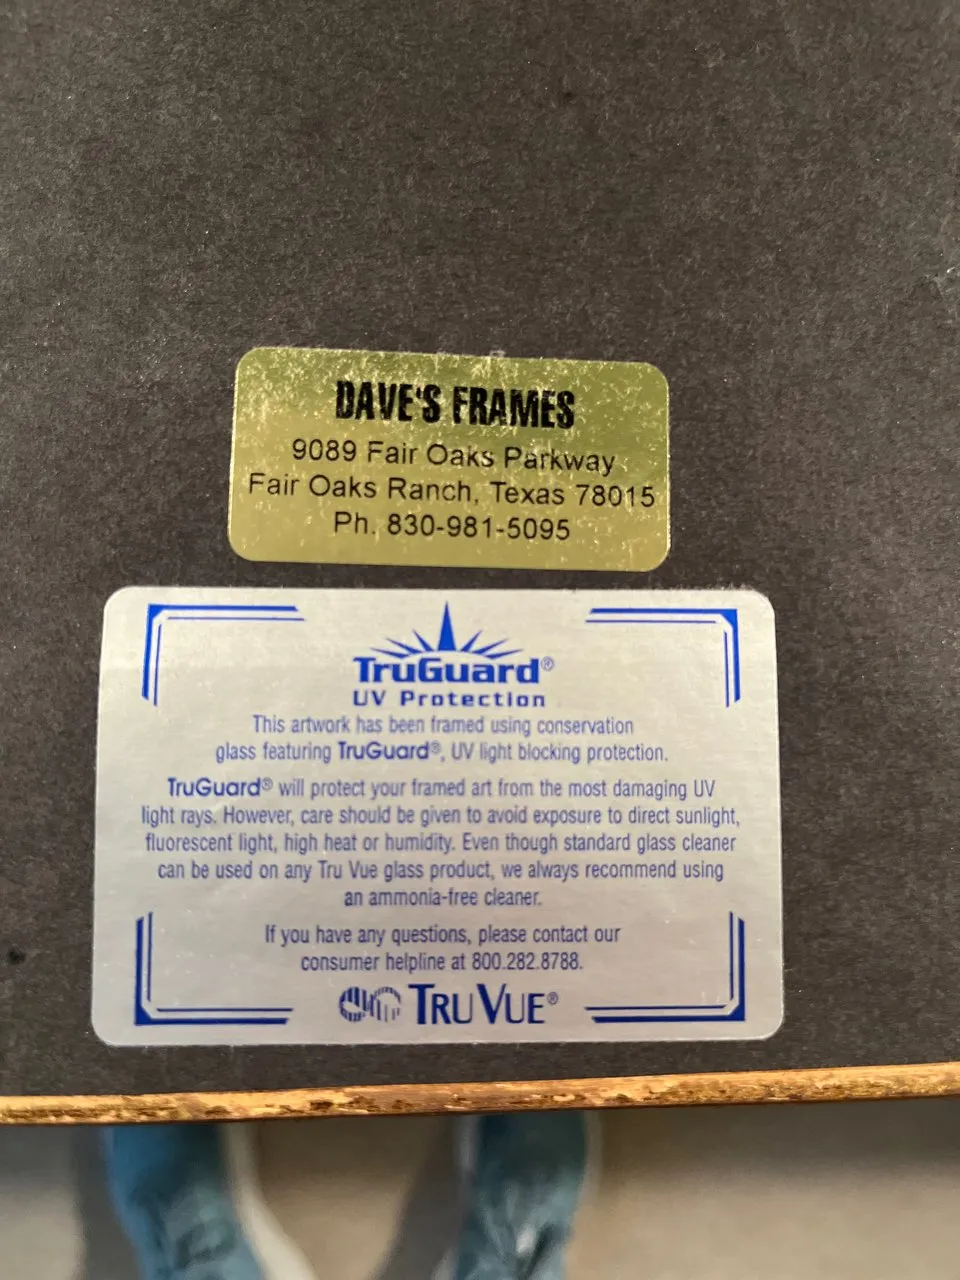 DAVE'S FRAMES
9089 Fair Oaks Parkway
Fair Oaks Ranch, Texas 78015
Ph. 830-981-5095
TruGuard®
UV Protection
This artwork has been framed using conservation
glass featuring TruGuard®, UV light blocking protection.
TruGuard® will protect your framed art from the most damaging UV
light rays. However, care should be given to avoid exposure to direct sunlight,
fluorescent light, high heat or humidity. Even though standard glass cleaner
can be used on any Tru Vue glass product, we always recommend using
an ammonia-free cleaner.
If you have any questions, please contact our
consumer helpline at 800.282.8788.
TRU VUE®